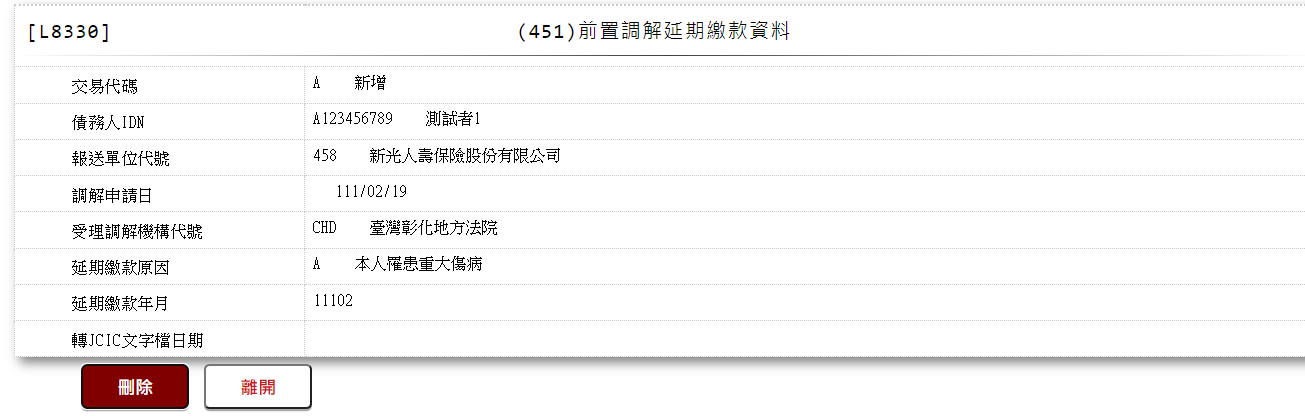 [L8330] (451)前置調解延期繳款資料
交易代碼 A 新增
債務人IDN A123456789 測試者1
報送單位代號 458 新光人壽保險股份有限公司
調解申請日 111/02/19
受理調解機構代號 CHD 臺灣彰化地方法院
延期繳款原因 A 本人罹患重大傷病
延期繳款年月 11102
轉JCIC文字檔日期
刪除 離開